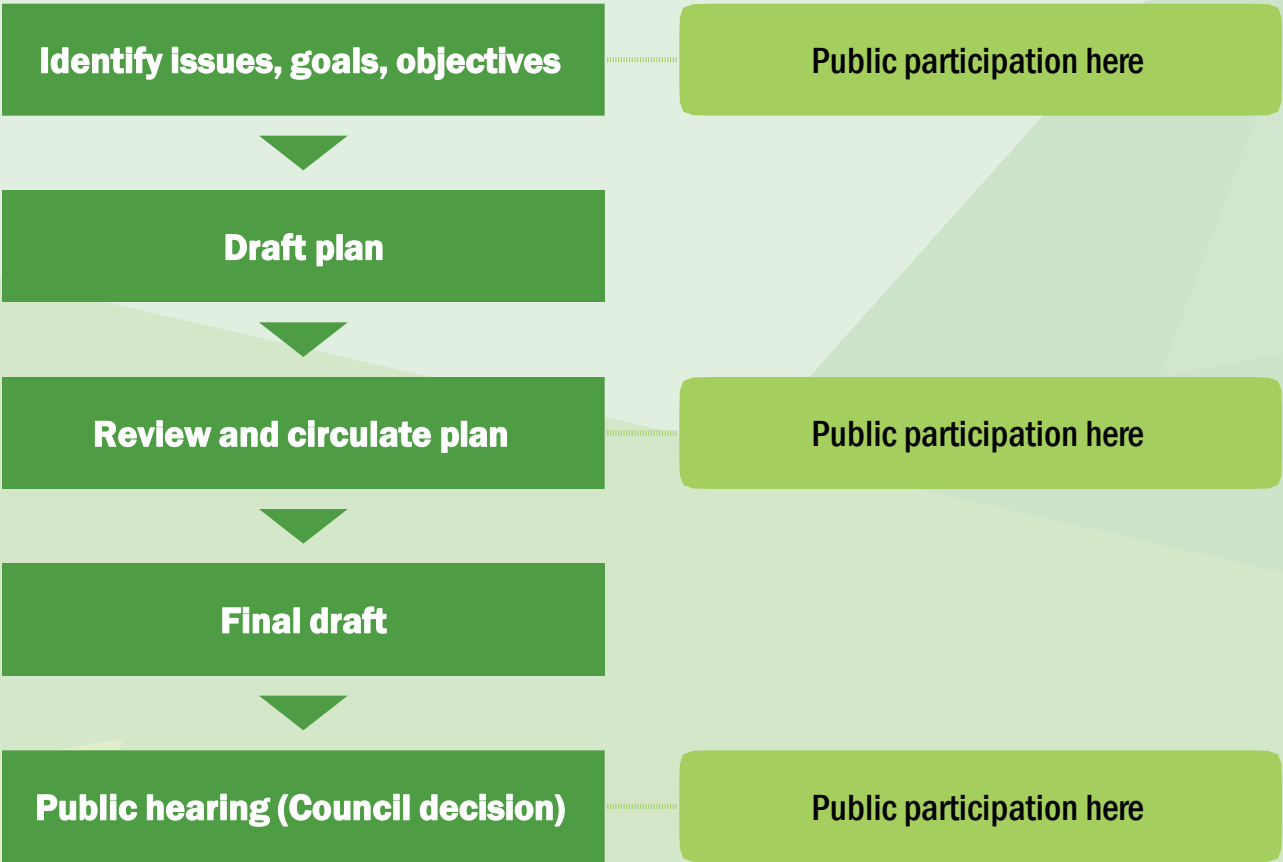 Identify issues, goals, objectives
Public participation here
Draft plan
Review and circulate plan
Public participation here
Final draft
Public hearing (Council decision)
Public participation here